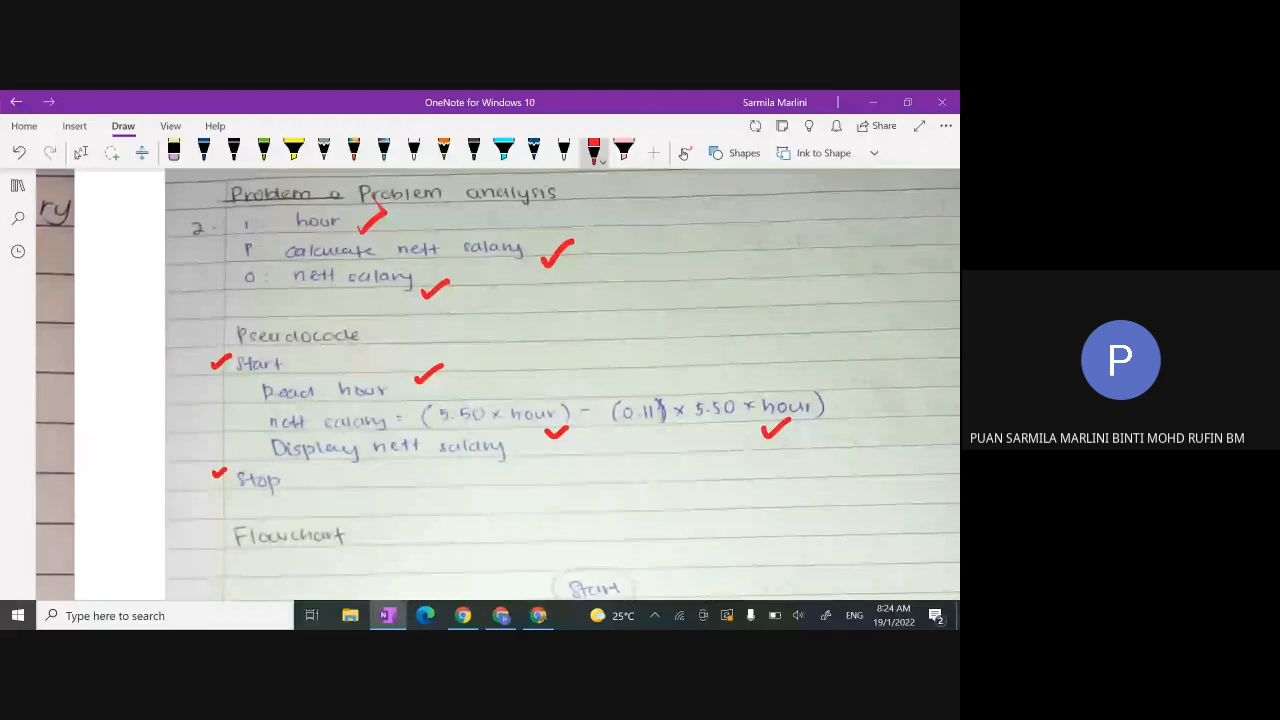 OneNote for Windows 10
Sarmila Marlini
Home Insert Draw View Help
Share
Shapes
Ink to Shape
ry
Problem a Problem analysis
2. I hour
P calculate nett salary
O: nett salary
Pseudocode
Start
Read hour
nett salary = (5.50 × hour) - (0.11) × 5.50 × hour)
Display nett salary
Stop
Flowchart
Start
P
PUAN SARMILA MARLINI BINTI MOHD RUFIN BM
Type here to search
25°C
ENG
8:24 AM
19/1/2022
2